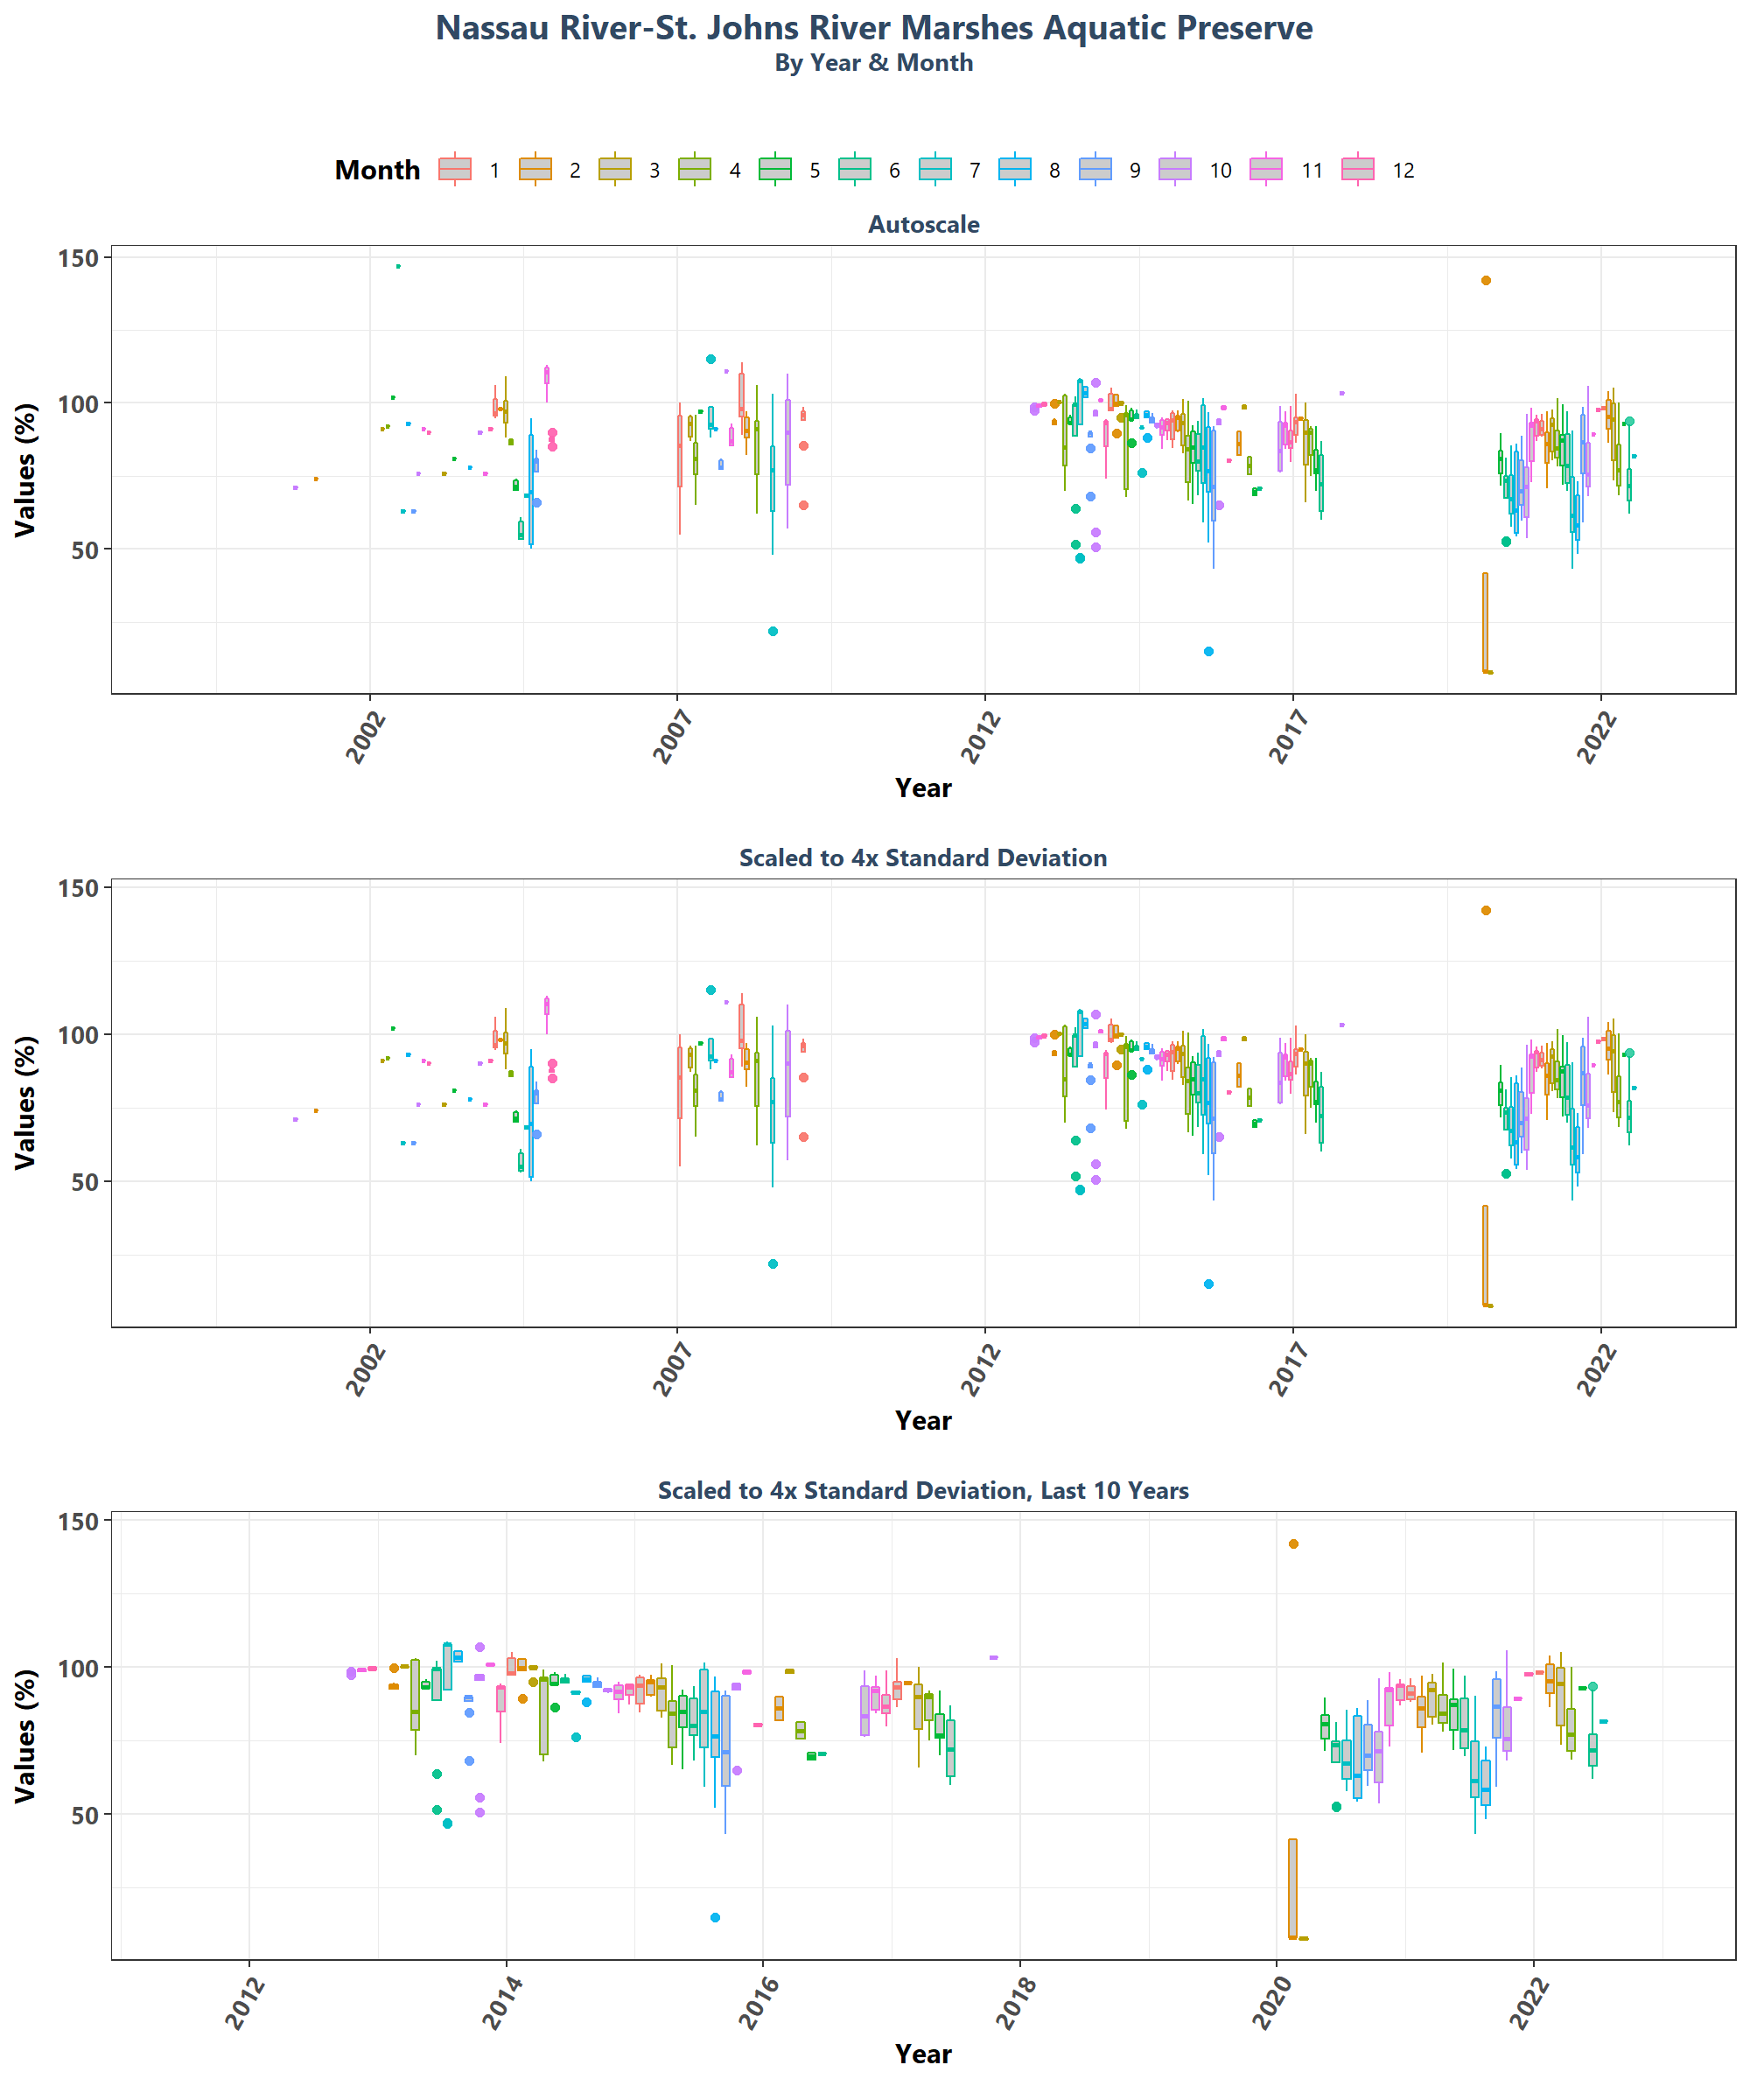 Nassau River-St. Johns River Marshes Aquatic Preserve
By Year & Month
Month 1 2 3 4 5 6 7 8 9 10 11 12
Autoscale
Values (%)
150
100
50
2002 2007 2012 2017 2022
Year
Scaled to 4x Standard Deviation
Values (%)
150
100
50
2002 2007 2012 2017 2022
Year
Scaled to 4x Standard Deviation, Last 10 Years
Values (%)
150
100
50
2012 2014 2016 2018 2020 2022
Year